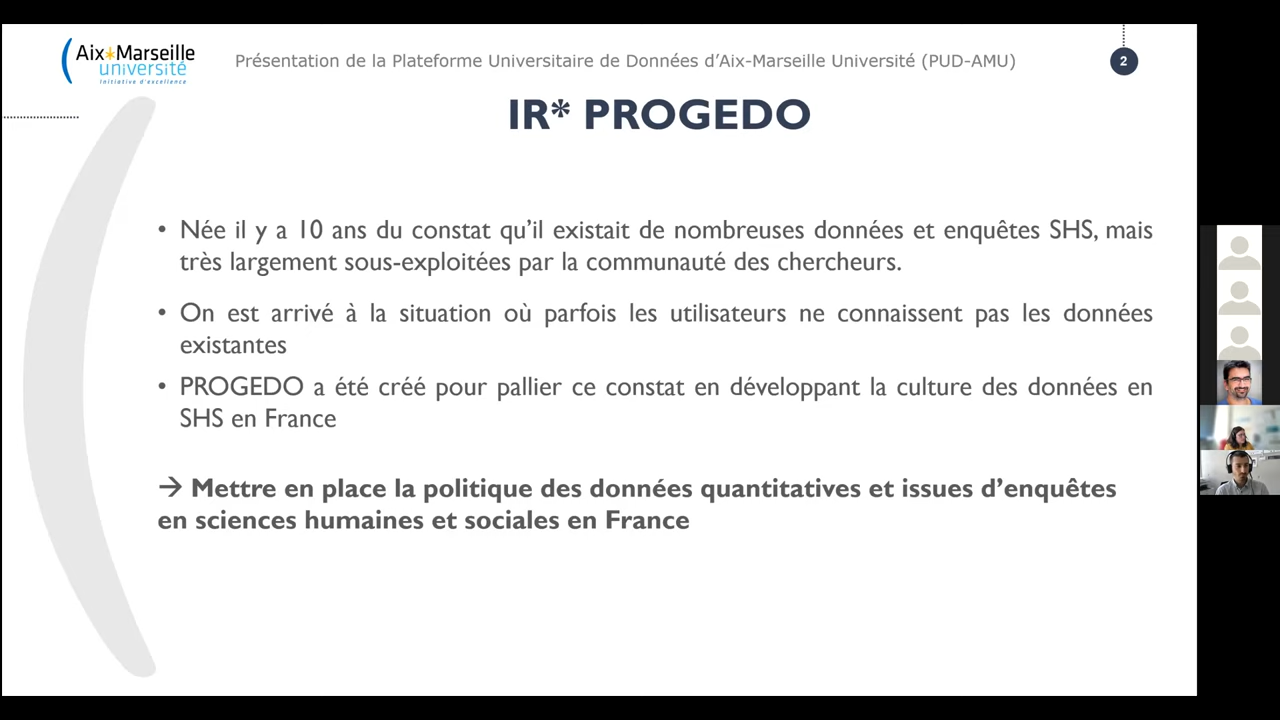 Aix*Marseille
université
Initiative d'excellence
Présentation de la Plateforme Universitaire de Données d’Aix-Marseille Université (PUD-AMU)
2
IR* PROGEDO
• Née il y a 10 ans du constat qu’il existait de nombreuses données et enquêtes SHS, mais
très largement sous-exploitées par la communauté des chercheurs.
• On est arrivé à la situation où parfois les utilisateurs ne connaissent pas les données
existantes
• PROGEDO a été créé pour pallier ce constat en développant la culture des données en
SHS en France
→ Mettre en place la politique des données quantitatives et issues d’enquêtes
en sciences humaines et sociales en France